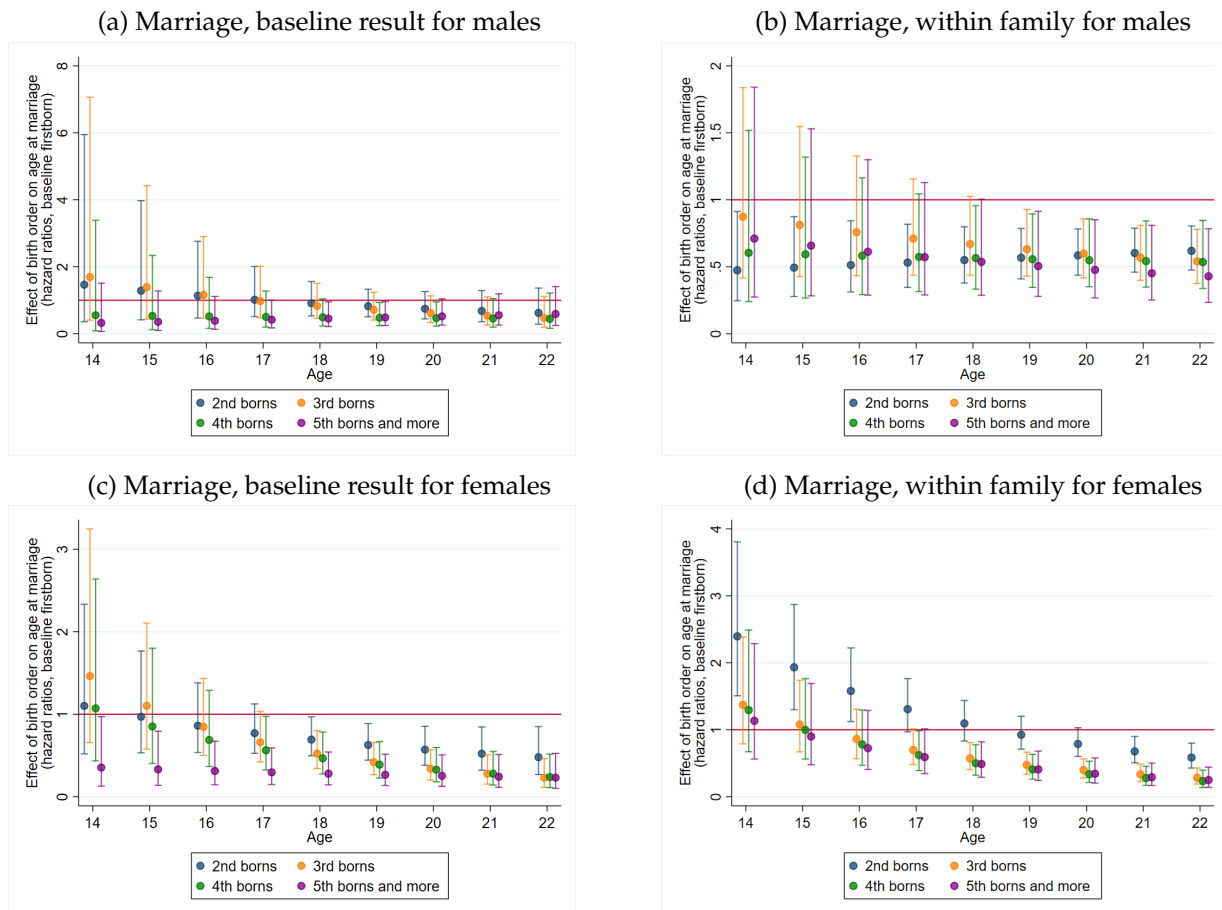 (a) Marriage, baseline result for males
Effect of birth order on age at marriage
(hazard ratios, baseline firstborn)
8
6
4
2
0
14 15 16 17 18 19 20 21 22
Age
2nd borns 3rd borns
4th borns 5th borns and more
(b) Marriage, within family for males
Effect of birth order on age at marriage
(hazard ratios, baseline firstborn)
2
1.5
1
.5
0
14 15 16 17 18 19 20 21 22
Age
2nd borns 3rd borns
4th borns 5th borns and more
(c) Marriage, baseline result for females
Effect of birth order on age at marriage
(hazard ratios, baseline firstborn)
3
2
1
0
14 15 16 17 18 19 20 21 22
Age
2nd borns 3rd borns
4th borns 5th borns and more
(d) Marriage, within family for females
Effect of birth order on age at marriage
(hazard ratios, baseline firstborn)
4
3
2
1
0
14 15 16 17 18 19 20 21 22
Age
2nd borns 3rd borns
4th borns 5th borns and more